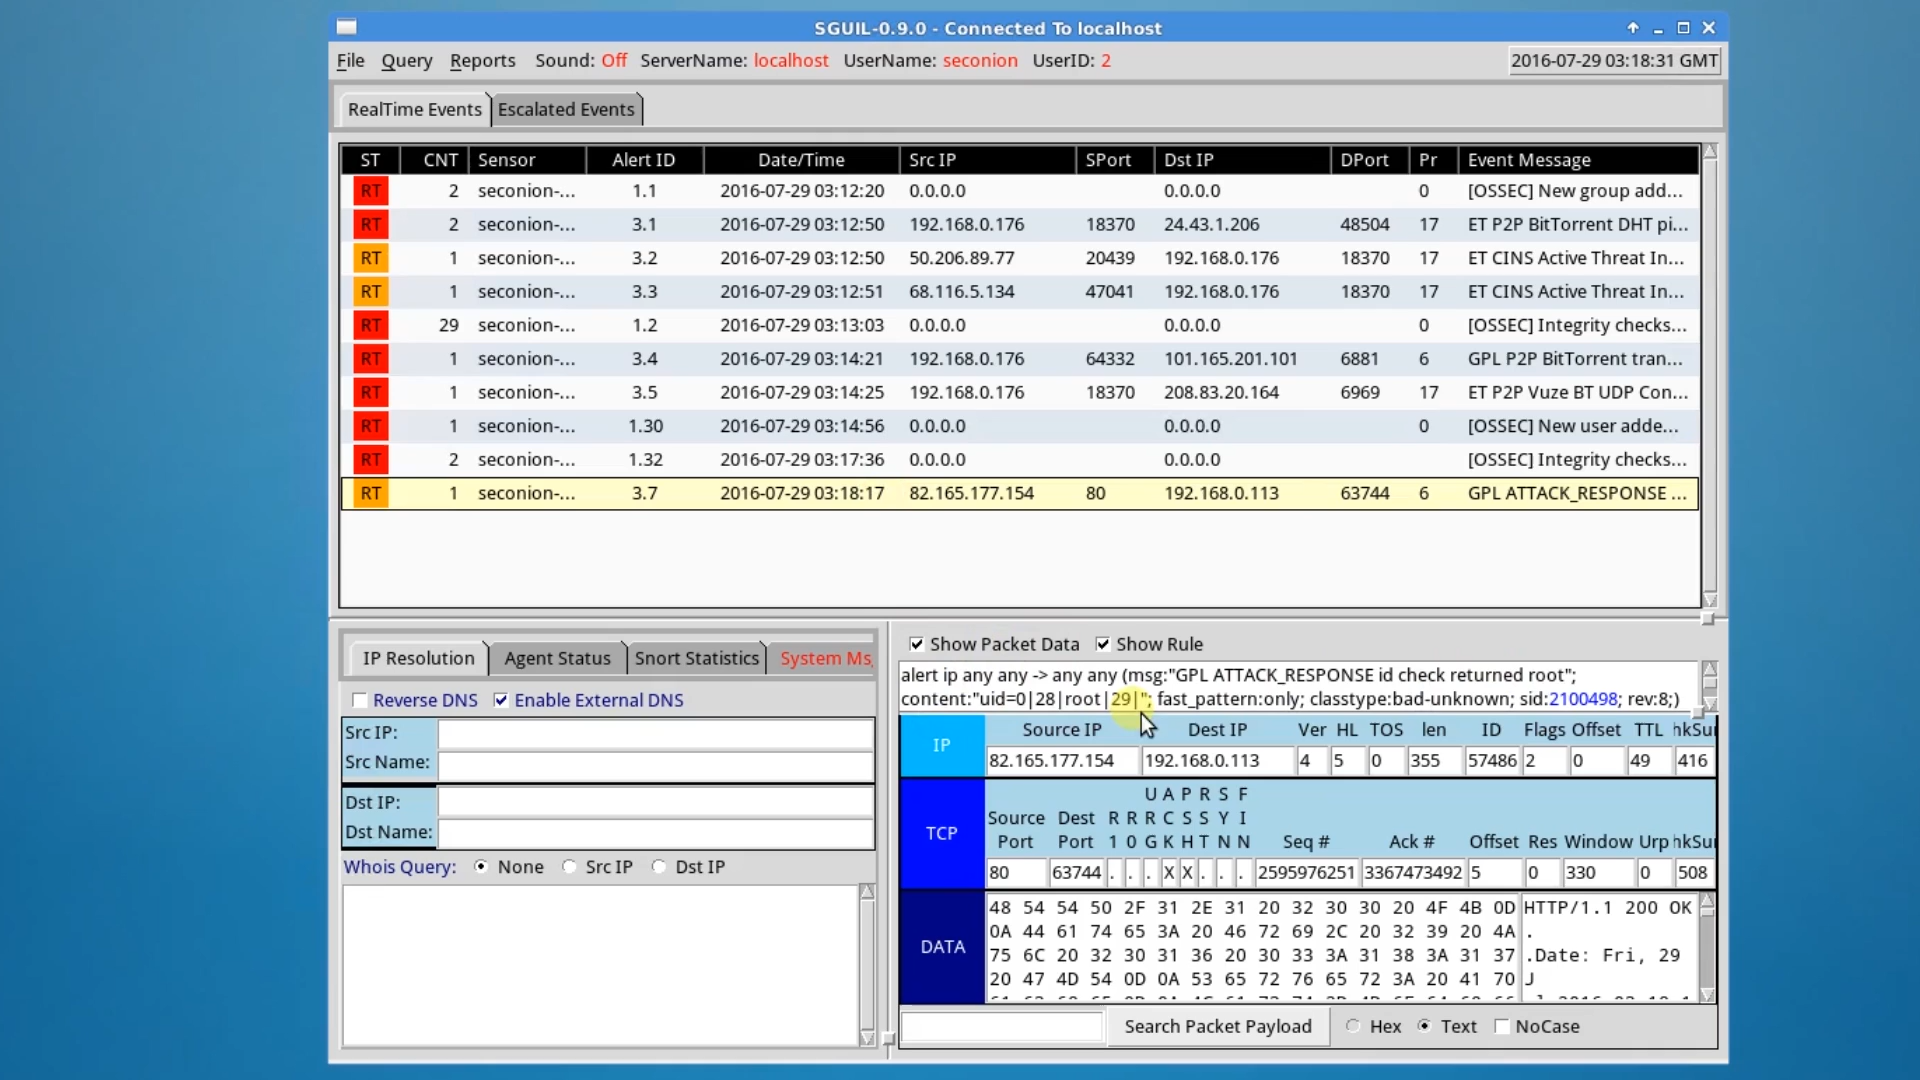 SGUIL-0.9.0 - Connected To localhost
File Query Reports Sound: Off ServerName: localhost UserName: seconion UserID: 2 2016-07-29 03:18:31 GMT
RealTime Events Escalated Events
ST CNT Sensor Alert ID Date/Time Src IP SPort Dst IP DPort Pr Event Message
RT 2 seconion-... 1.1 2016-07-29 03:12:20 0.0.0.0 0.0.0.0 0 [OSSEC] New group add...
RT 2 seconion-... 3.1 2016-07-29 03:12:50 192.168.0.176 18370 24.43.1.206 48504 17 ET P2P BitTorrent DHT pi...
RT 1 seconion-... 3.2 2016-07-29 03:12:50 50.206.89.77 20439 192.168.0.176 18370 17 ET CINS Active Threat In...
RT 1 seconion-... 3.3 2016-07-29 03:12:51 68.116.5.134 47041 192.168.0.176 18370 17 ET CINS Active Threat In...
RT 29 seconion-... 1.2 2016-07-29 03:13:03 0.0.0.0 0.0.0.0 0 [OSSEC] Integrity checks...
RT 1 seconion-... 3.4 2016-07-29 03:14:21 192.168.0.176 64332 101.165.201.101 6881 6 GPL P2P BitTorrent tran...
RT 1 seconion-... 3.5 2016-07-29 03:14:25 192.168.0.176 18370 208.83.20.164 6969 17 ET P2P Vuze BT UDP Con...
RT 1 seconion-... 1.30 2016-07-29 03:14:56 0.0.0.0 0.0.0.0 0 [OSSEC] New user adde...
RT 2 seconion-... 1.32 2016-07-29 03:17:36 0.0.0.0 0.0.0.0 [OSSEC] Integrity checks...
RT 1 seconion-... 3.7 2016-07-29 03:18:17 82.165.177.154 80 192.168.0.113 63744 6 GPL ATTACK_RESPONSE ...
IP Resolution Agent Status Snort Statistics System Ms
Reverse DNS Enable External DNS
Src IP:
Src Name:
Dst IP:
Dst Name:
Whois Query: None Src IP Dst IP
Show Packet Data Show Rule
alert ip any any -> any any (msg:"GPL ATTACK_RESPONSE id check returned root";
content:"uid=0|28|root|29|"; fast_pattern:only; classtype:bad-unknown; sid:2100498; rev:8;)
IP
Source IP Dest IP Ver HL TOS len ID Flags Offset TTL hkSu
82.165.177.154 192.168.0.113 4 5 0 355 57486 2 0 49 416
TCP
U A P R S F
Source Dest R R R C S S Y I
Port Port 1 0 G K H T N N Seq # Ack # Offset Res Window Urp hkSu
80 63744 . . . X X . . . 2595976251 3367473492 5 0 330 0 508
DATA
48 54 54 50 2F 31 2E 31 20 32 30 30 20 4F 4B 0D HTTP/1.1 200 OK
0A 44 61 74 65 3A 20 46 72 69 2C 20 32 39 20 4A .
75 6C 20 32 30 31 36 20 30 33 3A 31 38 3A 31 37 .Date: Fri, 29
20 47 4D 54 0D 0A 53 65 72 76 65 72 3A 20 41 70 J
Search Packet Payload Hex Text NoCase